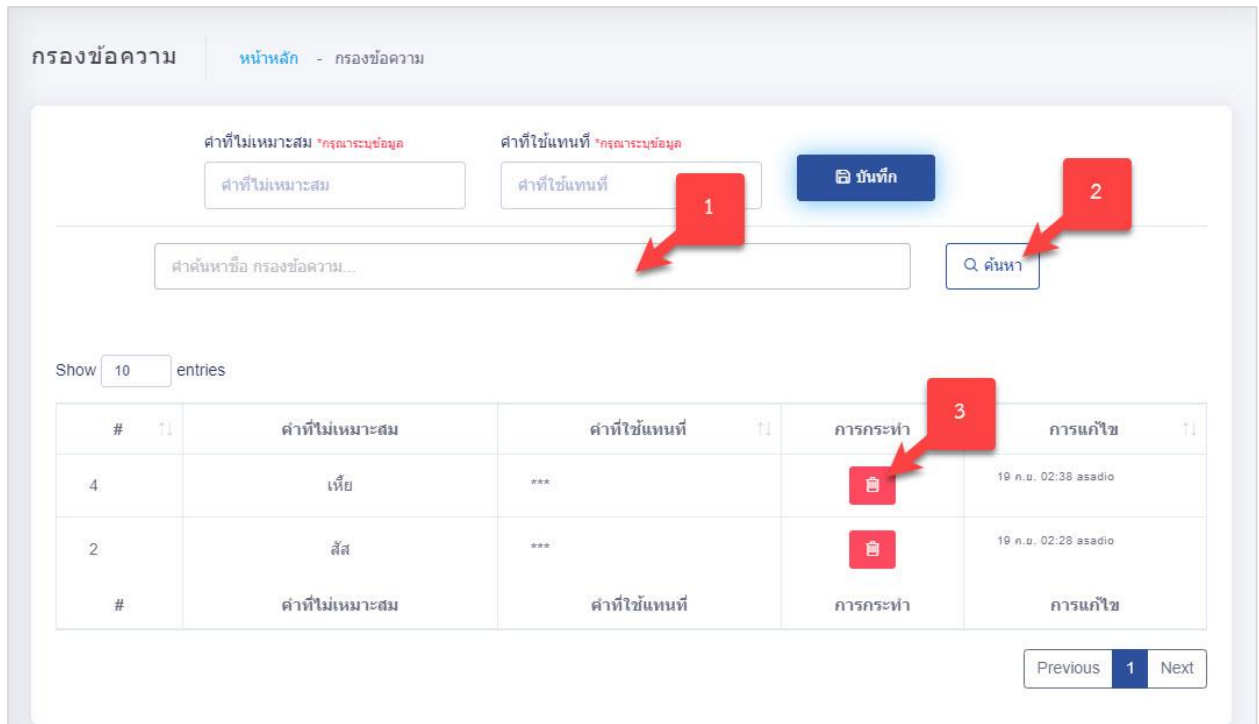 กรองข้อความ หน้าหลัก - กรองข้อความ
คำที่ไม่เหมาะสม *กรุณาระบุข้อมูล คำที่ใช้แทนที่ *กรุณาระบุข้อมูล
คำที่ไม่เหมาะสม คำที่ใช้แทนที่ บันทึก
1 2
คำค้นหาชื่อ กรองข้อความ... ค้นหา
Show 10 entries
3
# คำที่ไม่เหมาะสม คำที่ใช้แทนที่ การกระทำ การแก้ไข
4 เหี้ย *** 19 ก.ย. 02:38 asadio
2 สัส *** 19 ก.ย. 02:28 asadio
# คำที่ไม่เหมาะสม คำที่ใช้แทนที่ การกระทำ การแก้ไข
Previous 1 Next